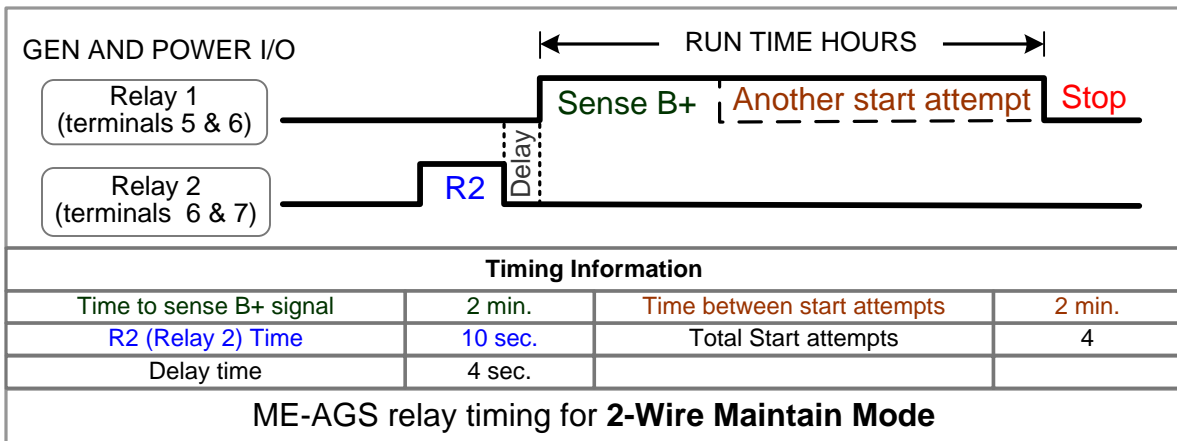 GEN AND POWER I/O
RUN TIME HOURS
Relay 1
(terminals 5 & 6)
Sense B+
Another start attempt
Stop
Delay
Relay 2
(terminals 6 & 7)
R2
Timing Information
Time to sense B+ signal 2 min. Time between start attempts 2 min.
R2 (Relay 2) Time 10 sec. Total Start attempts 4
Delay time 4 sec.
ME-AGS relay timing for 2-Wire Maintain Mode